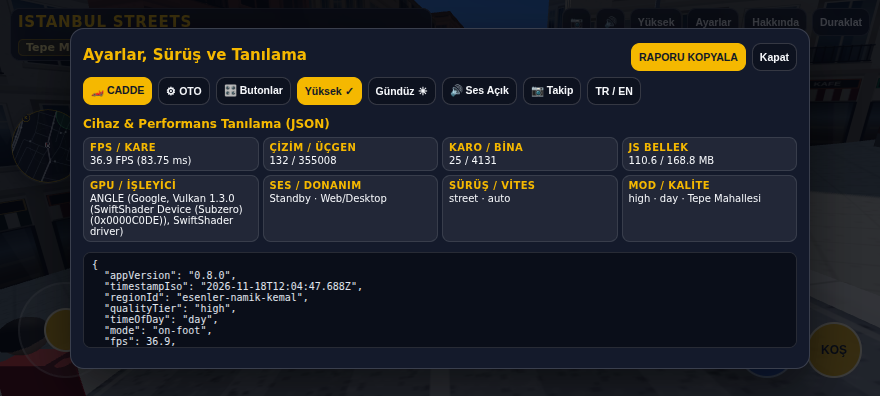 ISTANBUL STREETS
Yüksek
Ayarlar
Hakkında
Duraklat
Tepe M
Ayarlar, Sürüş ve Tanılama
RAPORU KOPYALA
Kapat
🏎️ CADDE
⚙ OTO
🎛️ Butonlar
Yüksek ✓
Gündüz ☀
🔊 Ses Açık
📷 Takip
TR / EN
Cihaz & Performans Tanılama (JSON)
FPS / KARE
36.9 FPS (83.75 ms)
ÇİZİM / ÜÇGEN
132 / 355008
KARO / BİNA
25 / 4131
JS BELLEK
110.6 / 168.8 MB
GPU / İŞLEYİCİ
ANGLE (Google, Vulkan 1.3.0
(SwiftShader Device (Subzero)
(0x0000C0DE)), SwiftShader
driver)
SES / DONANIM
Standby · Web/Desktop
SÜRÜŞ / VİTES
street · auto
MOD / KALİTE
high · day · Tepe Mahallesi
{
"appVersion": "0.8.0",
"timestampIso": "2026-11-18T12:04:47.688Z",
"regionId": "esenler-namik-kemal",
"qualityTier": "high",
"timeOfDay": "day",
"mode": "on-foot",
"fps": 36.9,
KOŞ